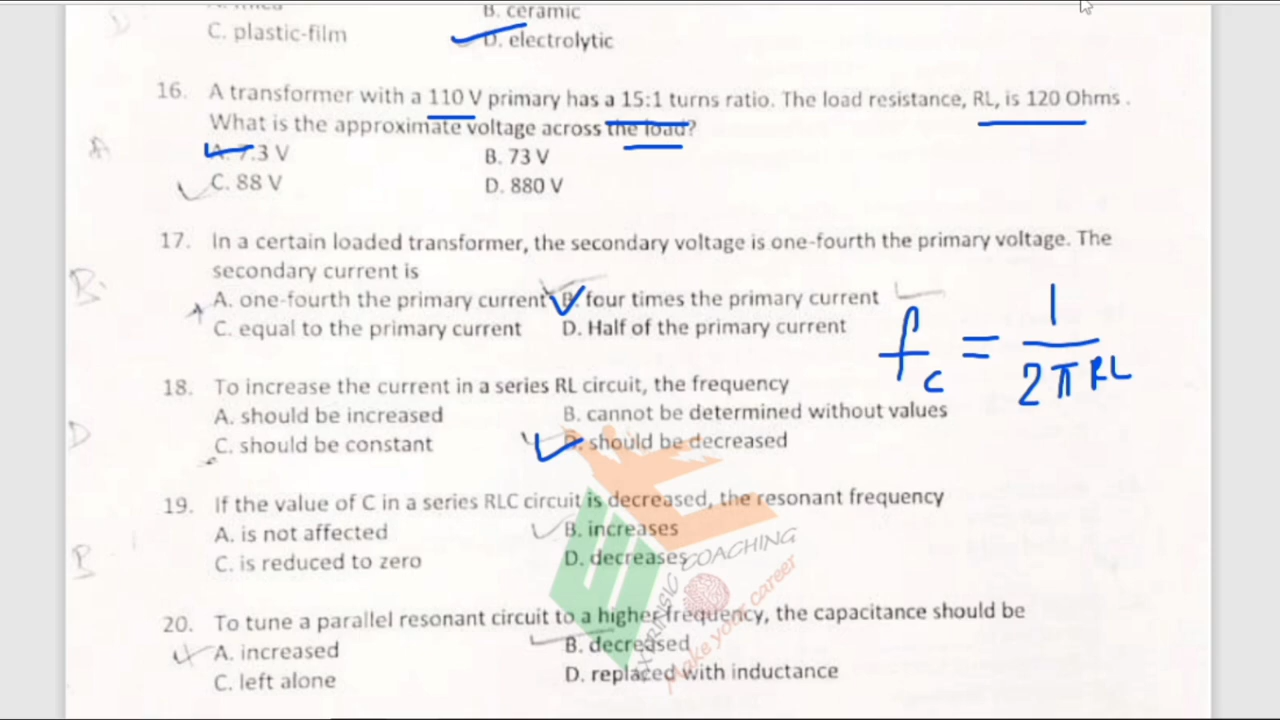 B. ceramic
C. plastic-film D. electrolytic
16. A transformer with a 110 V primary has a 15:1 turns ratio. The load resistance, RL, is 120 Ohms .
What is the approximate voltage across the load?
A
A. 7.3 V B. 73 V
C. 88 V D. 880 V
17. In a certain loaded transformer, the secondary voltage is one-fourth the primary voltage. The
secondary current is
B.
A. one-fourth the primary current B. four times the primary current
C. equal to the primary current D. Half of the primary current
fc = 1 / 2πRL
18. To increase the current in a series RL circuit, the frequency
A. should be increased B. cannot be determined without values
D
C. should be constant D. should be decreased
19. If the value of C in a series RLC circuit is decreased, the resonant frequency
A. is not affected B. increases
B
C. is reduced to zero D. decreases
EXTRINSIC COACHING
Make your career
20. To tune a parallel resonant circuit to a higher frequency, the capacitance should be
A. increased B. decreased
C. left alone D. replaced with inductance